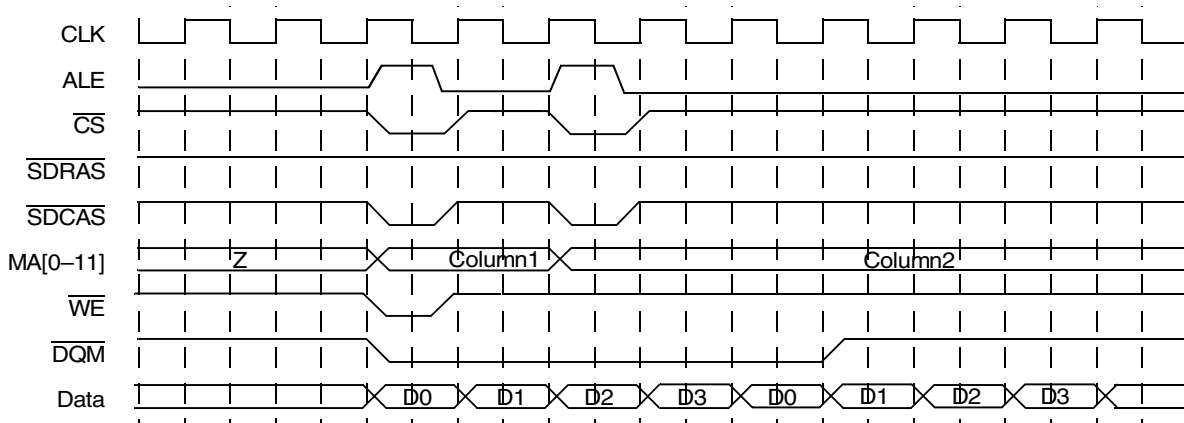 CLK
ALE
CS
SDRAS
SDCAS
MA[0–11] Z Column1 Column2
WE
DQM
Data D0 D1 D2 D3 D0 D1 D2 D3